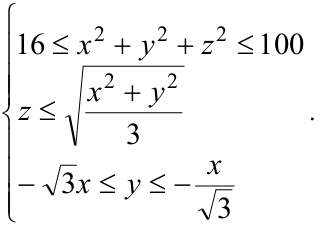 16 ≤ x² + y² + z² ≤ 100
z ≤ √((x² + y²)/3)
−√3x ≤ y ≤ −x/√3 .